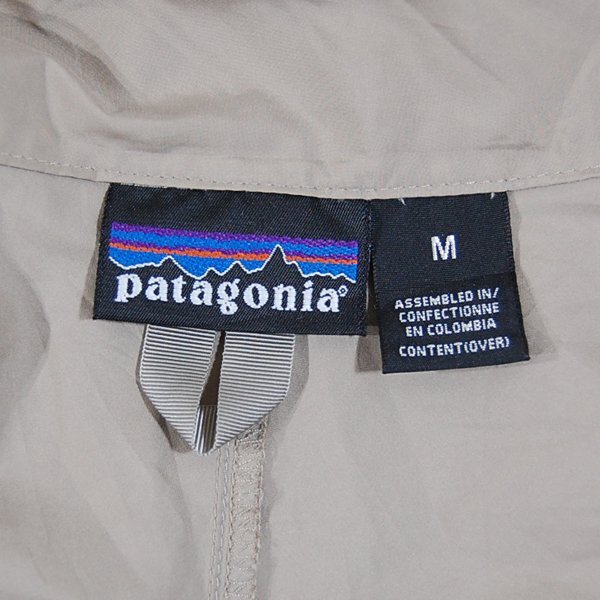 patagonia®
M
ASSEMBLED IN/
CONFECTIONNE
EN COLOMBIA
CONTENT(OVER)